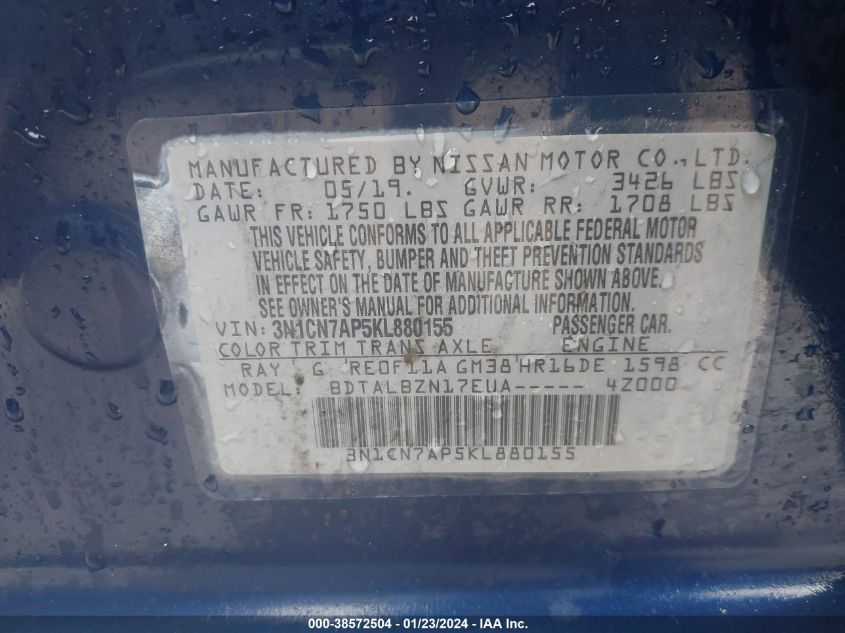 MANUFACTURED BY NISSAN MOTOR CO., LTD.
DATE: 05/19. GVWR: 3426 LBS
GAWR FR: 1750 LBS GAWR RR: 1708 LBS
THIS VEHICLE CONFORMS TO ALL APPLICABLE FEDERAL MOTOR
VEHICLE SAFETY, BUMPER AND THEFT PREVENTION STANDARDS
IN EFFECT ON THE DATE OF MANUFACTURE SHOWN ABOVE.
SEE OWNER'S MANUAL FOR ADDITIONAL INFORMATION.
VIN: 3N1CN7AP5KL880155 PASSENGER CAR.
COLOR TRIM TRANS AXLE ENGINE
RAY G RE0F11A GM38 HR16DE 1598 CC
MODEL: BDTALBZN17EUA----- 4Z000
3N1CN7AP5KL880155
000-38572504 - 01/23/2024 - IAA Inc.